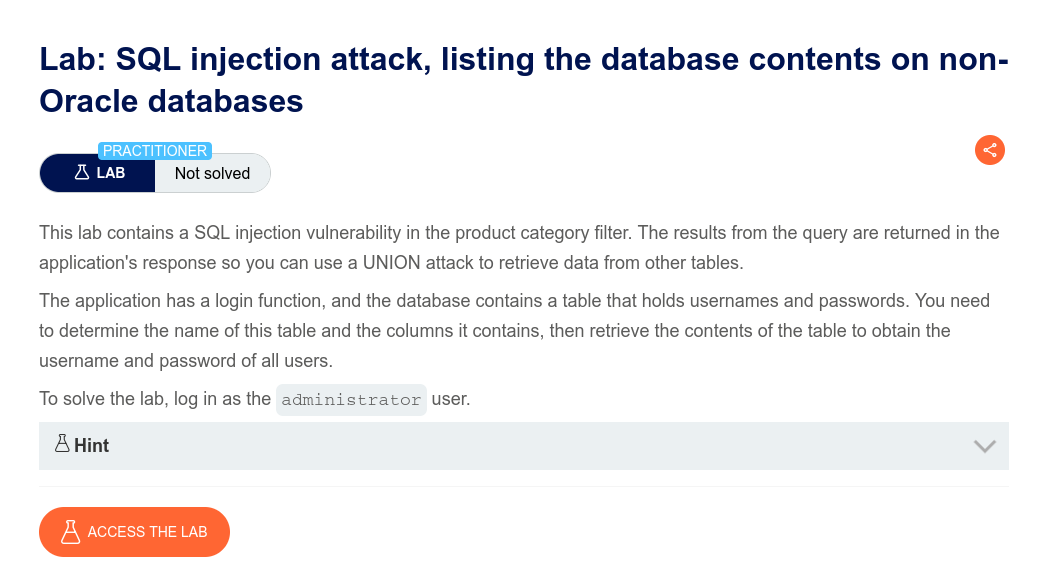 Lab: SQL injection attack, listing the database contents on non-
Oracle databases
PRACTITIONER
LAB Not solved
This lab contains a SQL injection vulnerability in the product category filter. The results from the query are returned in the
application's response so you can use a UNION attack to retrieve data from other tables.
The application has a login function, and the database contains a table that holds usernames and passwords. You need
to determine the name of this table and the columns it contains, then retrieve the contents of the table to obtain the
username and password of all users.
To solve the lab, log in as the administrator user.
Hint
ACCESS THE LAB